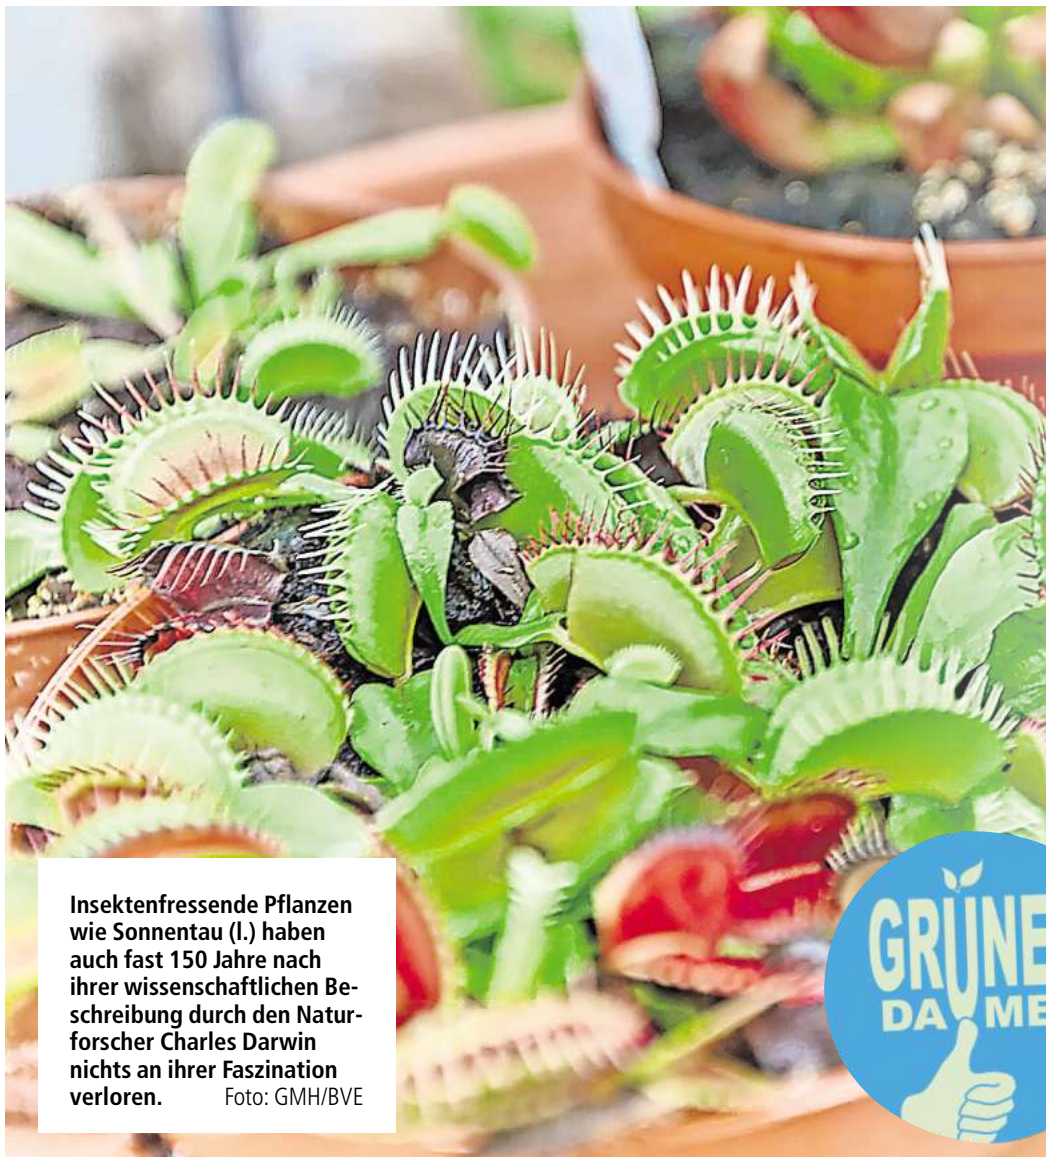 Insektenfressende Pflanzen
wie Sonnentau (l.) haben
auch fast 150 Jahre nach
ihrer wissenschaftlichen Be-
schreibung durch den Natur-
forscher Charles Darwin
nichts an ihrer Faszination
verloren. Foto: GMH/BVE
GRÜNE
DAUME